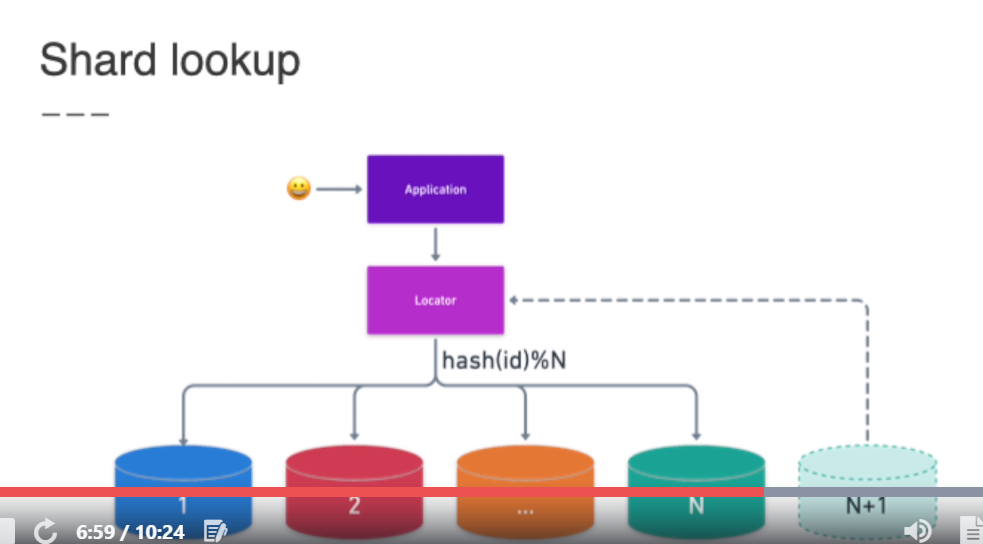 Shard lookup
Application
Locator
hash(id)%N
1
2
...
N
N+1
6:59 / 10:24